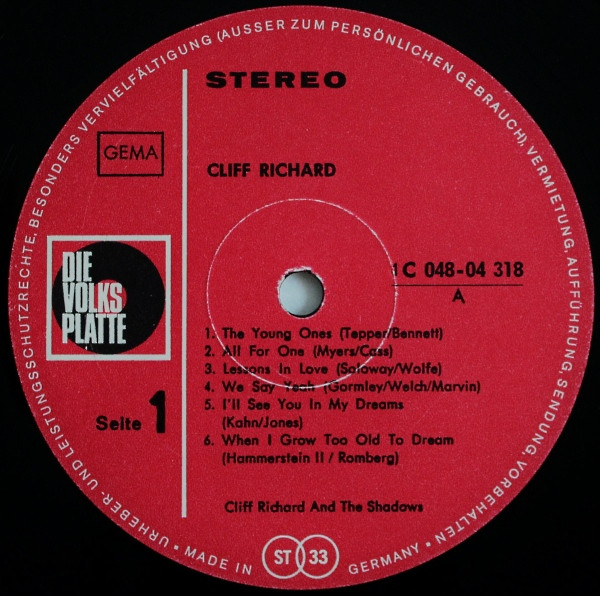 URHEBER- UND LEISTUNGSSCHUTZRECHTE, BESONDERS VERVIELFÄLTIGUNG (AUSSER ZUM PERSÖNLICHEN GEBRAUCH), VERMIETUNG, AUFFÜHRUNG, SENDUNG, VORBEHALTEN •
STEREO
GEMA
CLIFF RICHARD
DIE
VOLKS
PLATTE
1 C 048-04 318
A
Seite 1
1. The Young Ones (Tepper/Bennett)
2. All For One (Myers/Cass)
3. Lessons In Love (Soloway/Wolfe)
4. We Say Yeah (Gormley/Welch/Marvin)
5. I'll See You In My Dreams
(Kahn/Jones)
6. When I Grow Too Old To Dream
(Hammerstein II / Romberg)
Cliff Richard And The Shadows
• MADE IN GERMANY •
ST 33